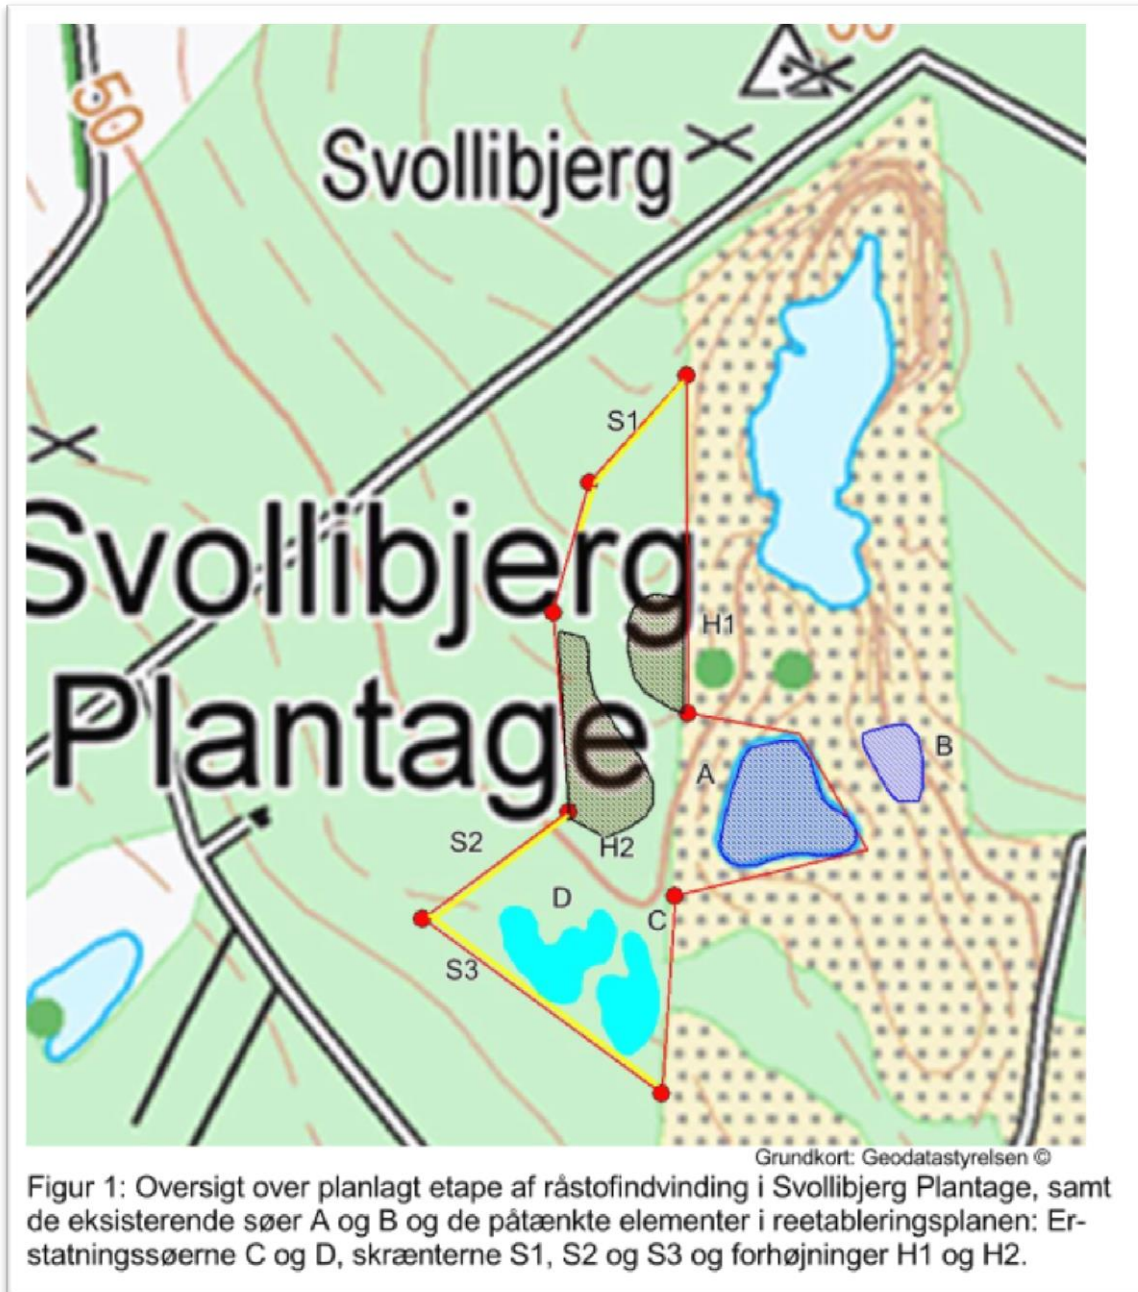 50
Svollibjerg
S1
Svollibjerg
Plantage
H1
A
B
S2
H2
D
C
S3
Grundkort: Geodatastyrelsen ©
Figur 1: Oversigt over planlagt etape af råstofindvinding i Svollibjerg Plantage, samt
de eksisterende søer A og B og de påtænkte elementer i reetableringsplanen: Er-
statningssøerne C og D, skrænterne S1, S2 og S3 og forhøjninger H1 og H2.